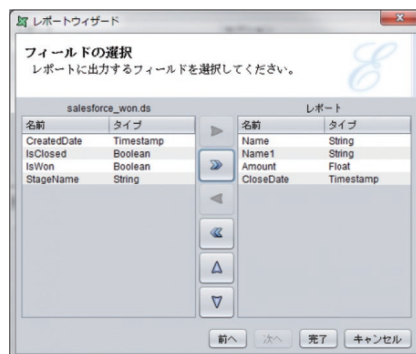 レポートウィザード
フィールドの選択
レポートに出力するフィールドを選択してください。
salesforce_won.ds
名前 タイプ
CreatedDate Timestamp
IsClosed Boolean
IsWon Boolean
StageName String
レポート
名前 タイプ
Name String
Name1 String
Amount Float
CloseDate Timestamp
前へ 次へ 完了 キャンセル